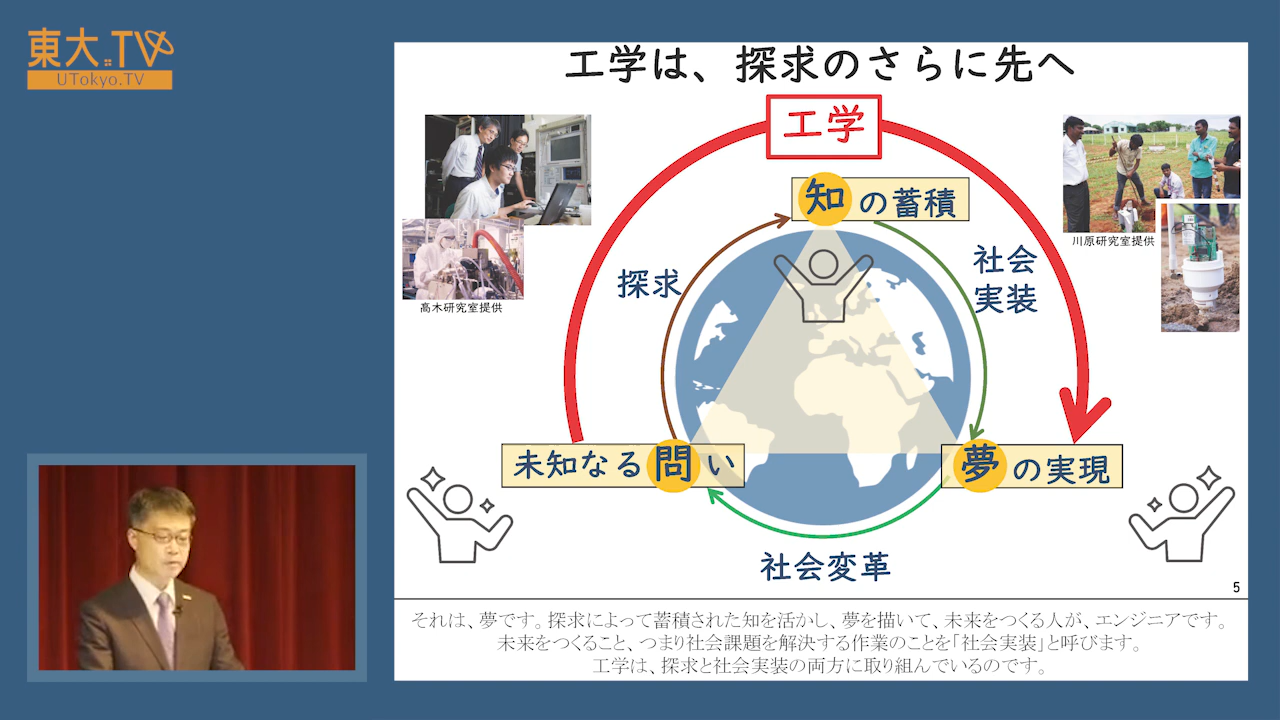 東大.TV
UTokyo.TV
工学は、探求のさらに先へ
工学
知の蓄積
川原研究室提供
探求
社会
実装
高木研究室提供
未知なる問い
夢の実現
社会変革
5
それは、夢です。探求によって蓄積された知を活かし、夢を描いて、未来をつくる人が、エンジニアです。
未来をつくること、つまり社会課題を解決する作業のことを「社会実装」と呼びます。
工学は、探求と社会実装の両方に取り組んでいるのです。